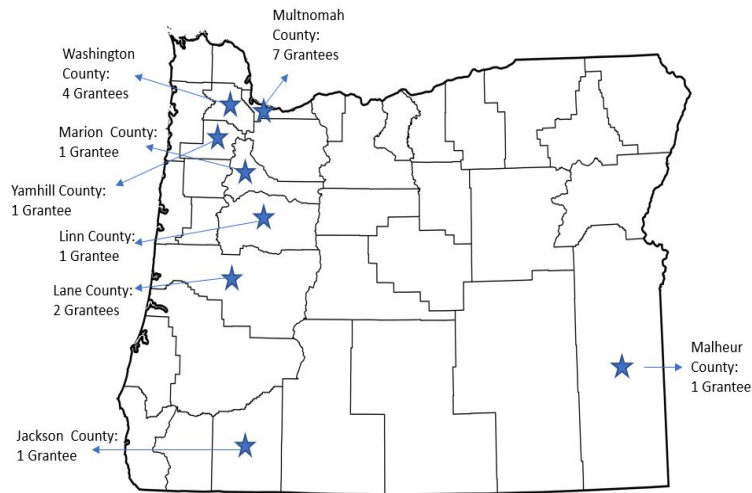 Multnomah
County:
7 Grantees
Washington
County:
4 Grantees
Marion County:
1 Grantee
Yamhill County:
1 Grantee
Linn County:
1 Grantee
Lane County:
2 Grantees
Malheur
County:
1 Grantee
Jackson County:
1 Grantee